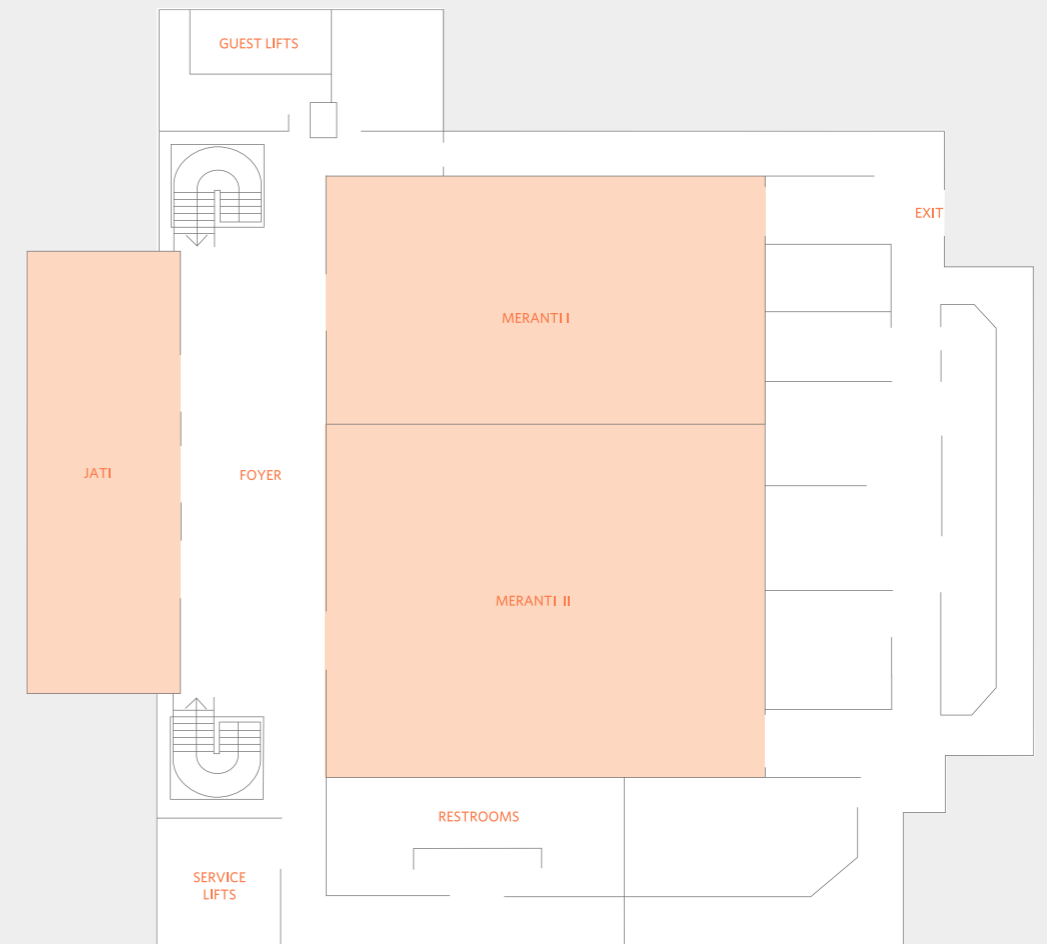 GUEST LIFTS
EXIT
MERANTI I
JATI
FOYER
MERANTI II
RESTROOMS
SERVICE
LIFTS